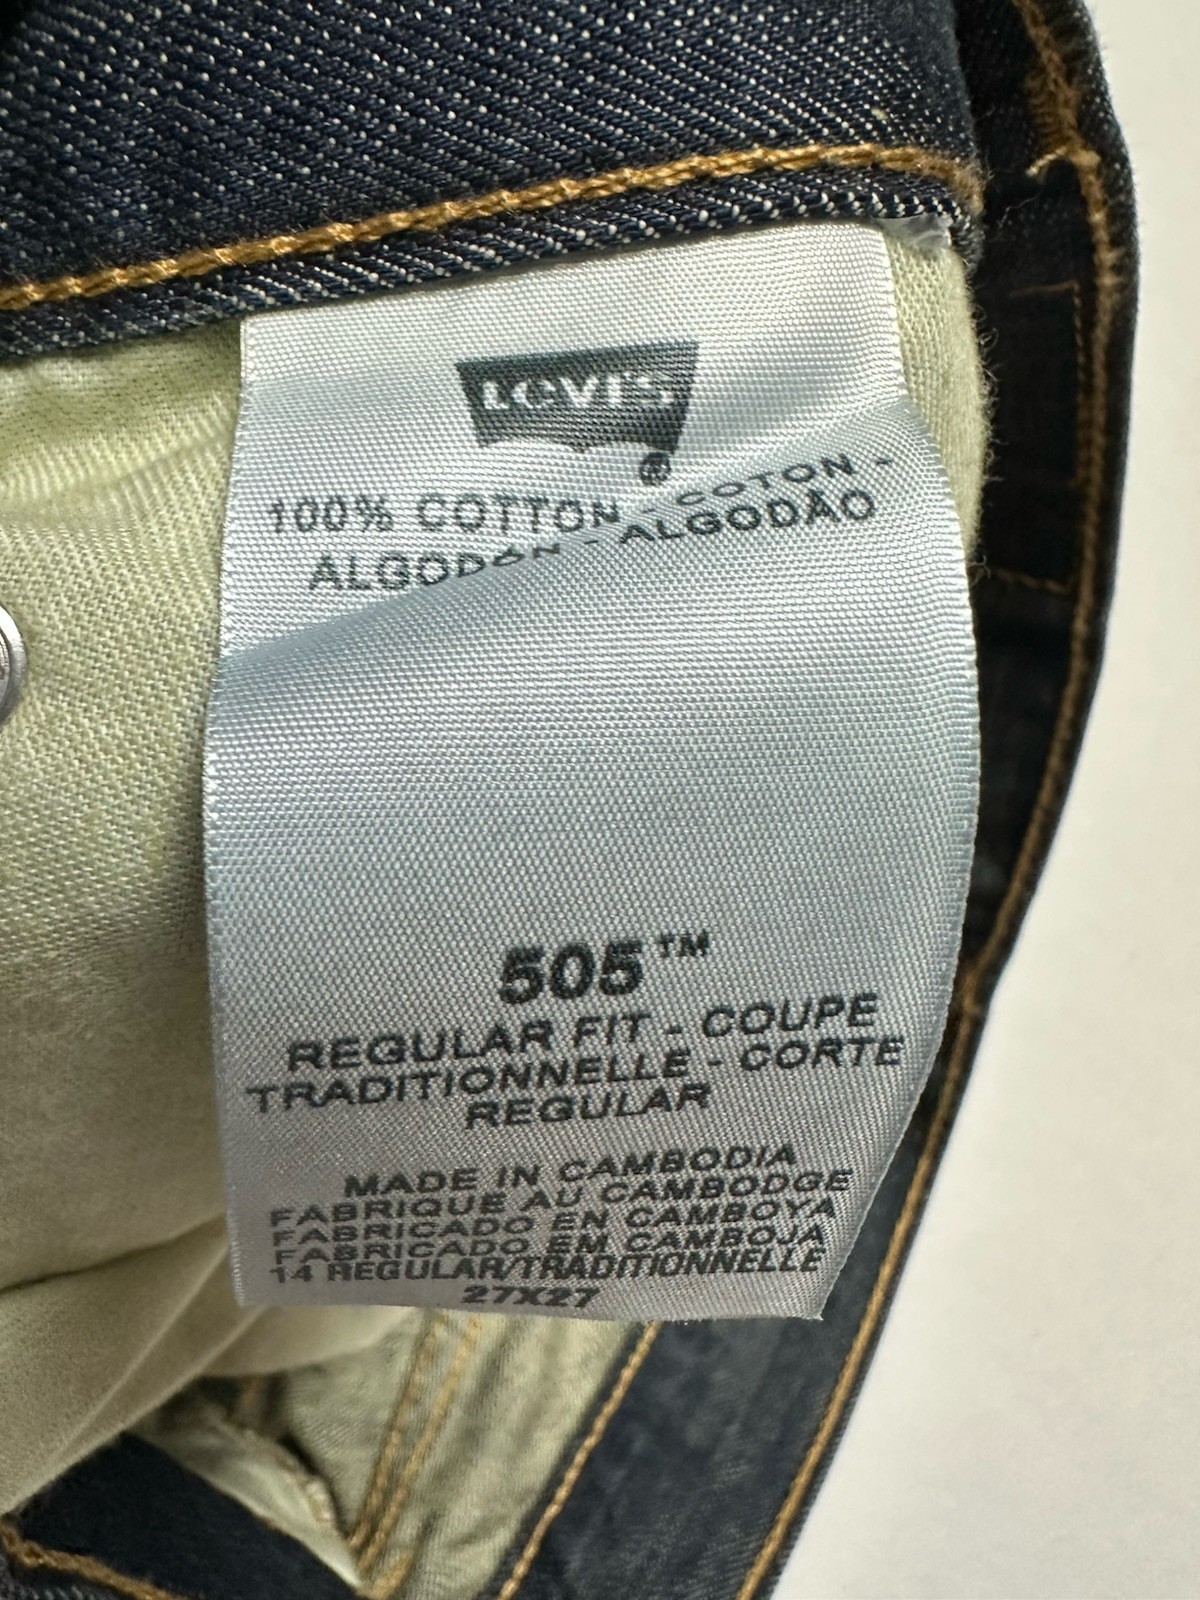 Levi's
®
100% COTTON - COTON -
ALGODÓN - ALGODÃO
505™
REGULAR FIT - COUPE
TRADITIONNELLE - CORTE
REGULAR
MADE IN CAMBODIA
FABRIQUE AU CAMBODGE
FABRICADO EN CAMBOYA
FABRICADO EM CAMBOJA
14 REGULAR/TRADITIONNELLE
27X27